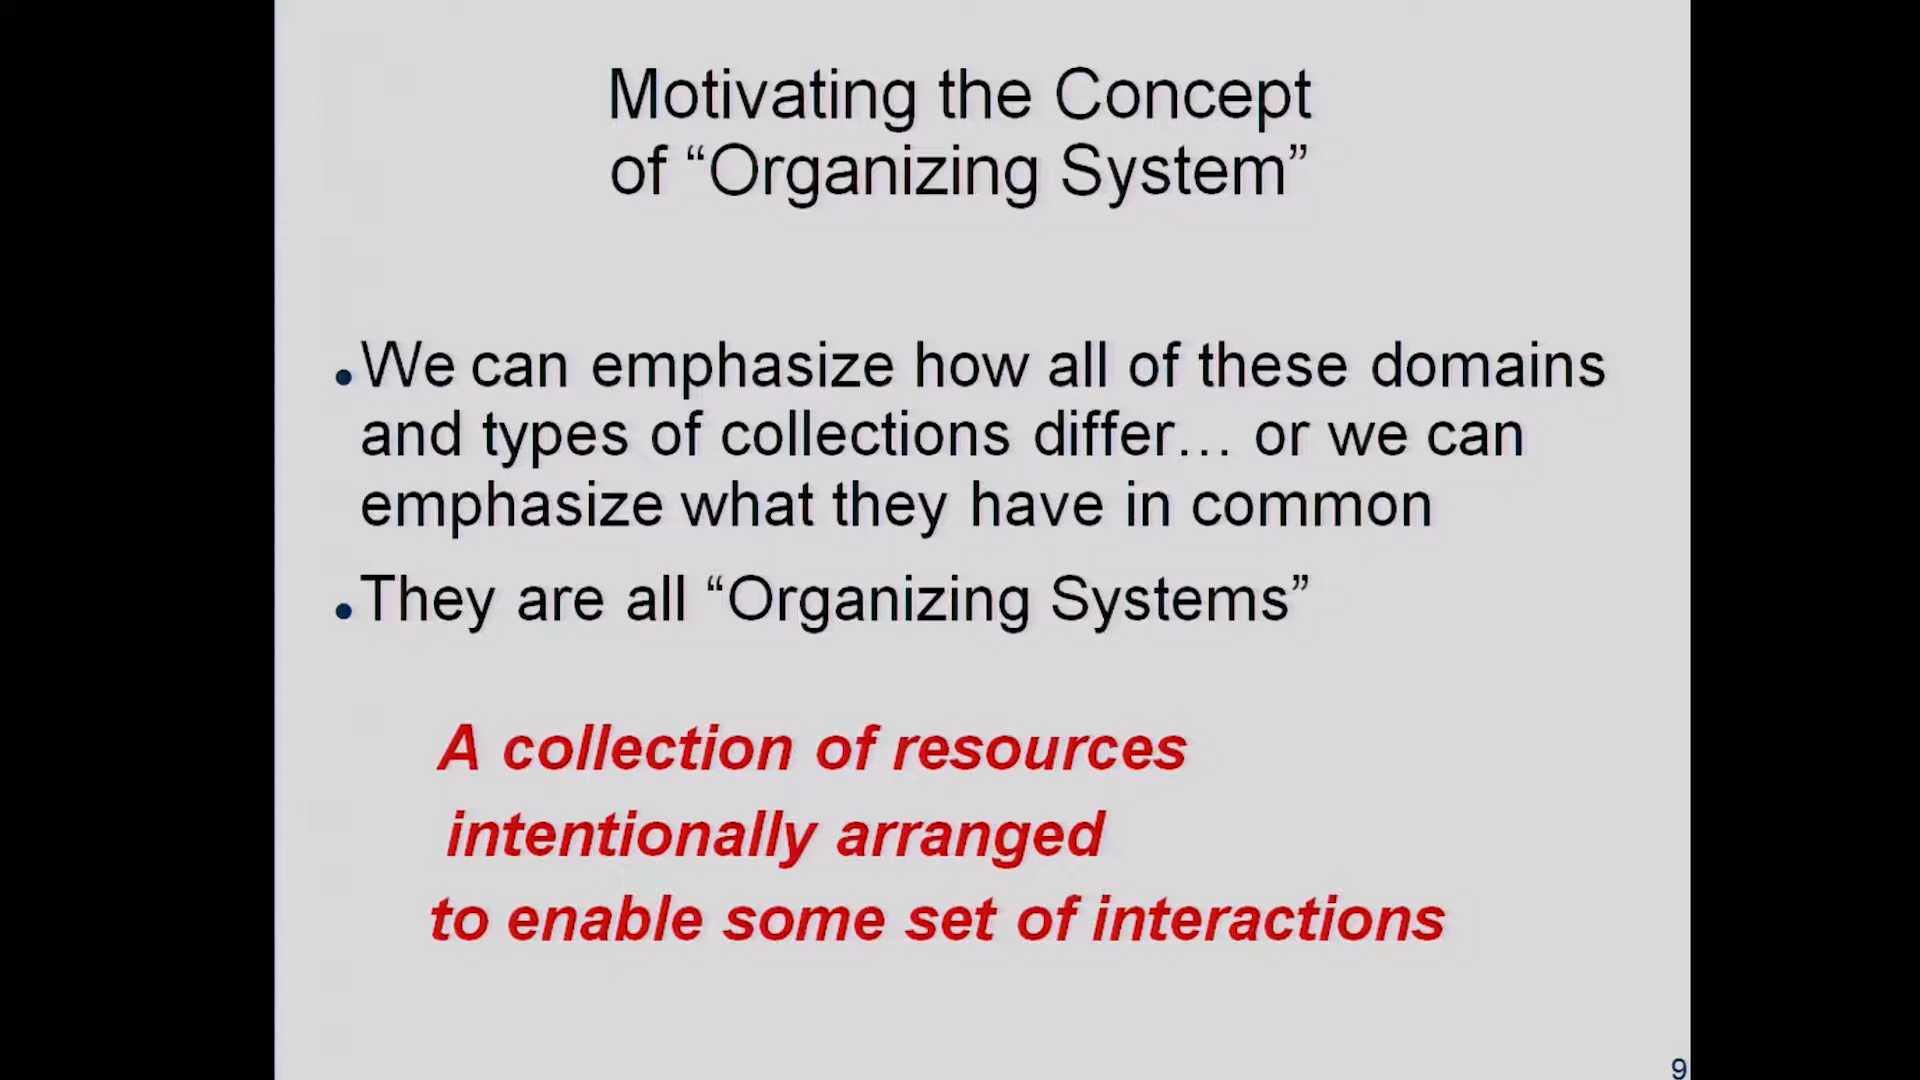 Motivating the Concept
of “Organizing System”
•We can emphasize how all of these domains
and types of collections differ… or we can
emphasize what they have in common
•They are all “Organizing Systems”
A collection of resources
intentionally arranged
to enable some set of interactions
9